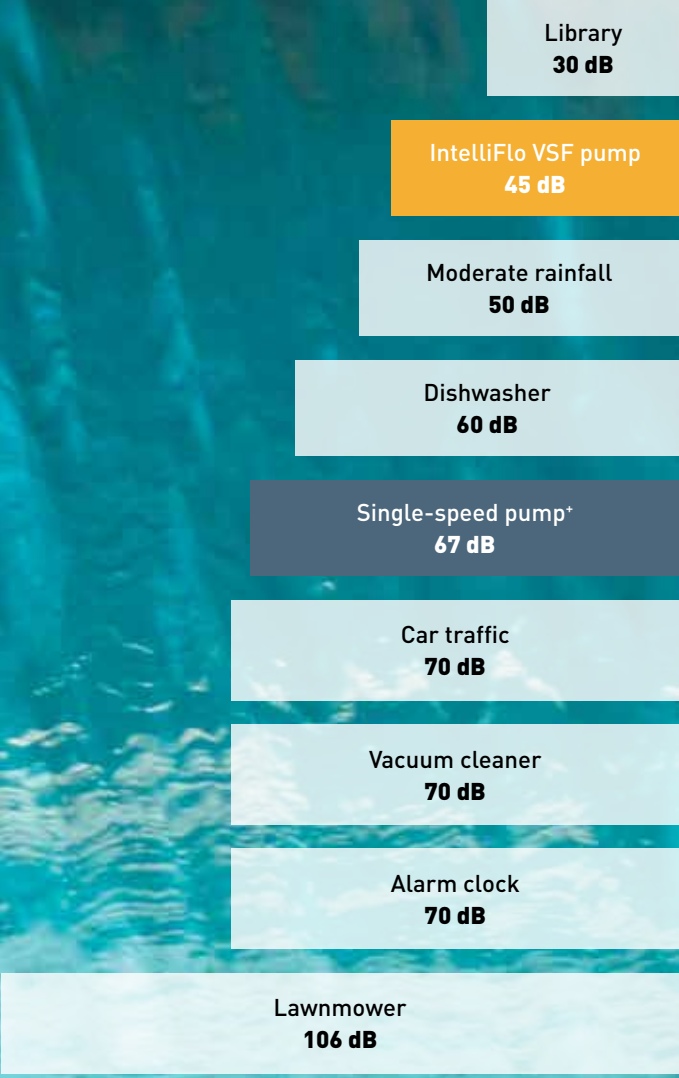 Library
30 dB
IntelliFlo VSF pump
45 dB
Moderate rainfall
50 dB
Dishwasher
60 dB
Single-speed pump+
67 dB
Car traffic
70 dB
Vacuum cleaner
70 dB
Alarm clock
70 dB
Lawnmower
106 dB